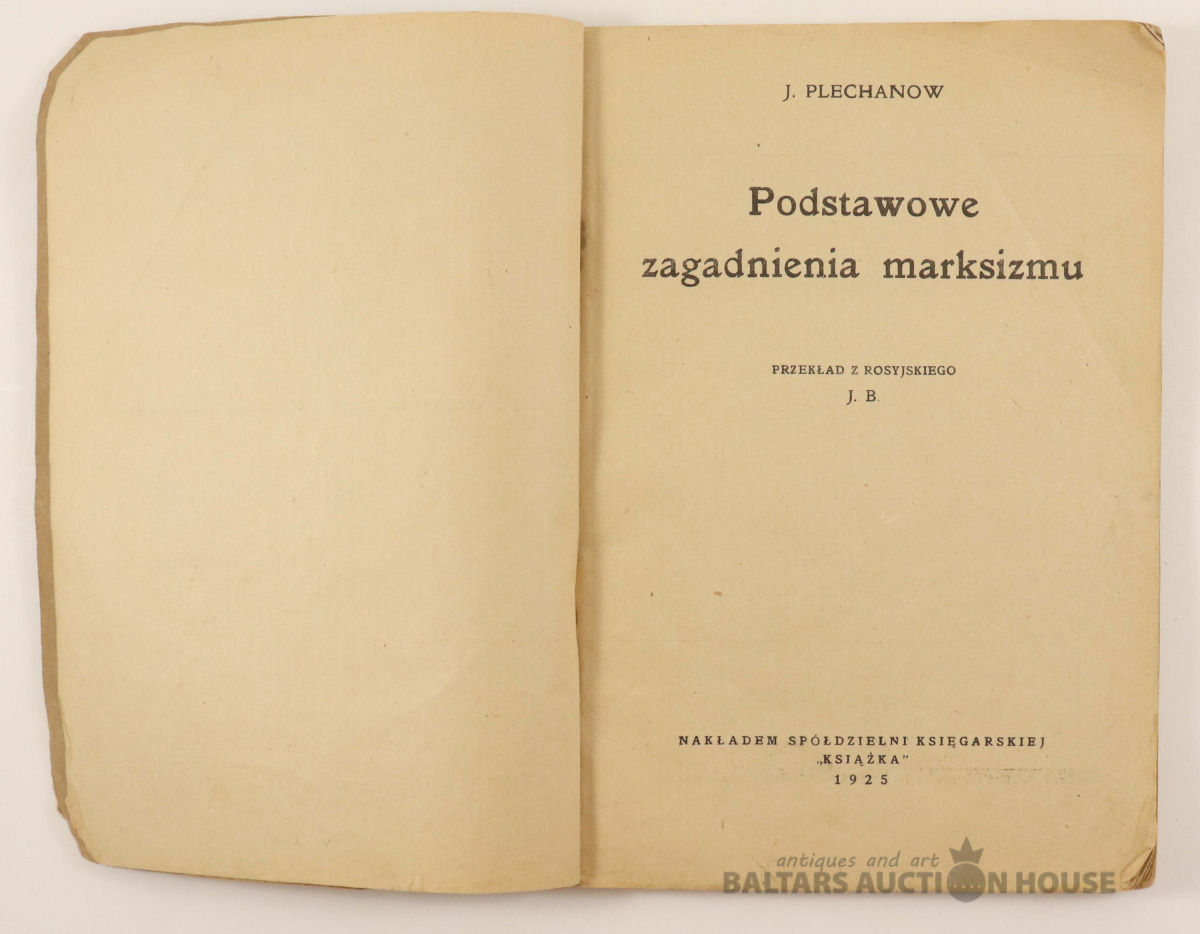 J. PLECHANOW
Podstawowe
zagadnienia marksizmu
PRZEKŁAD Z ROSYJSKIEGO
J. B.
NAKŁADEM SPÓŁDZIELNI KSIĘGARSKIEJ
„KSIĄŻKA”
1925
antiques and art
BALTARS AUCTION HOUSE